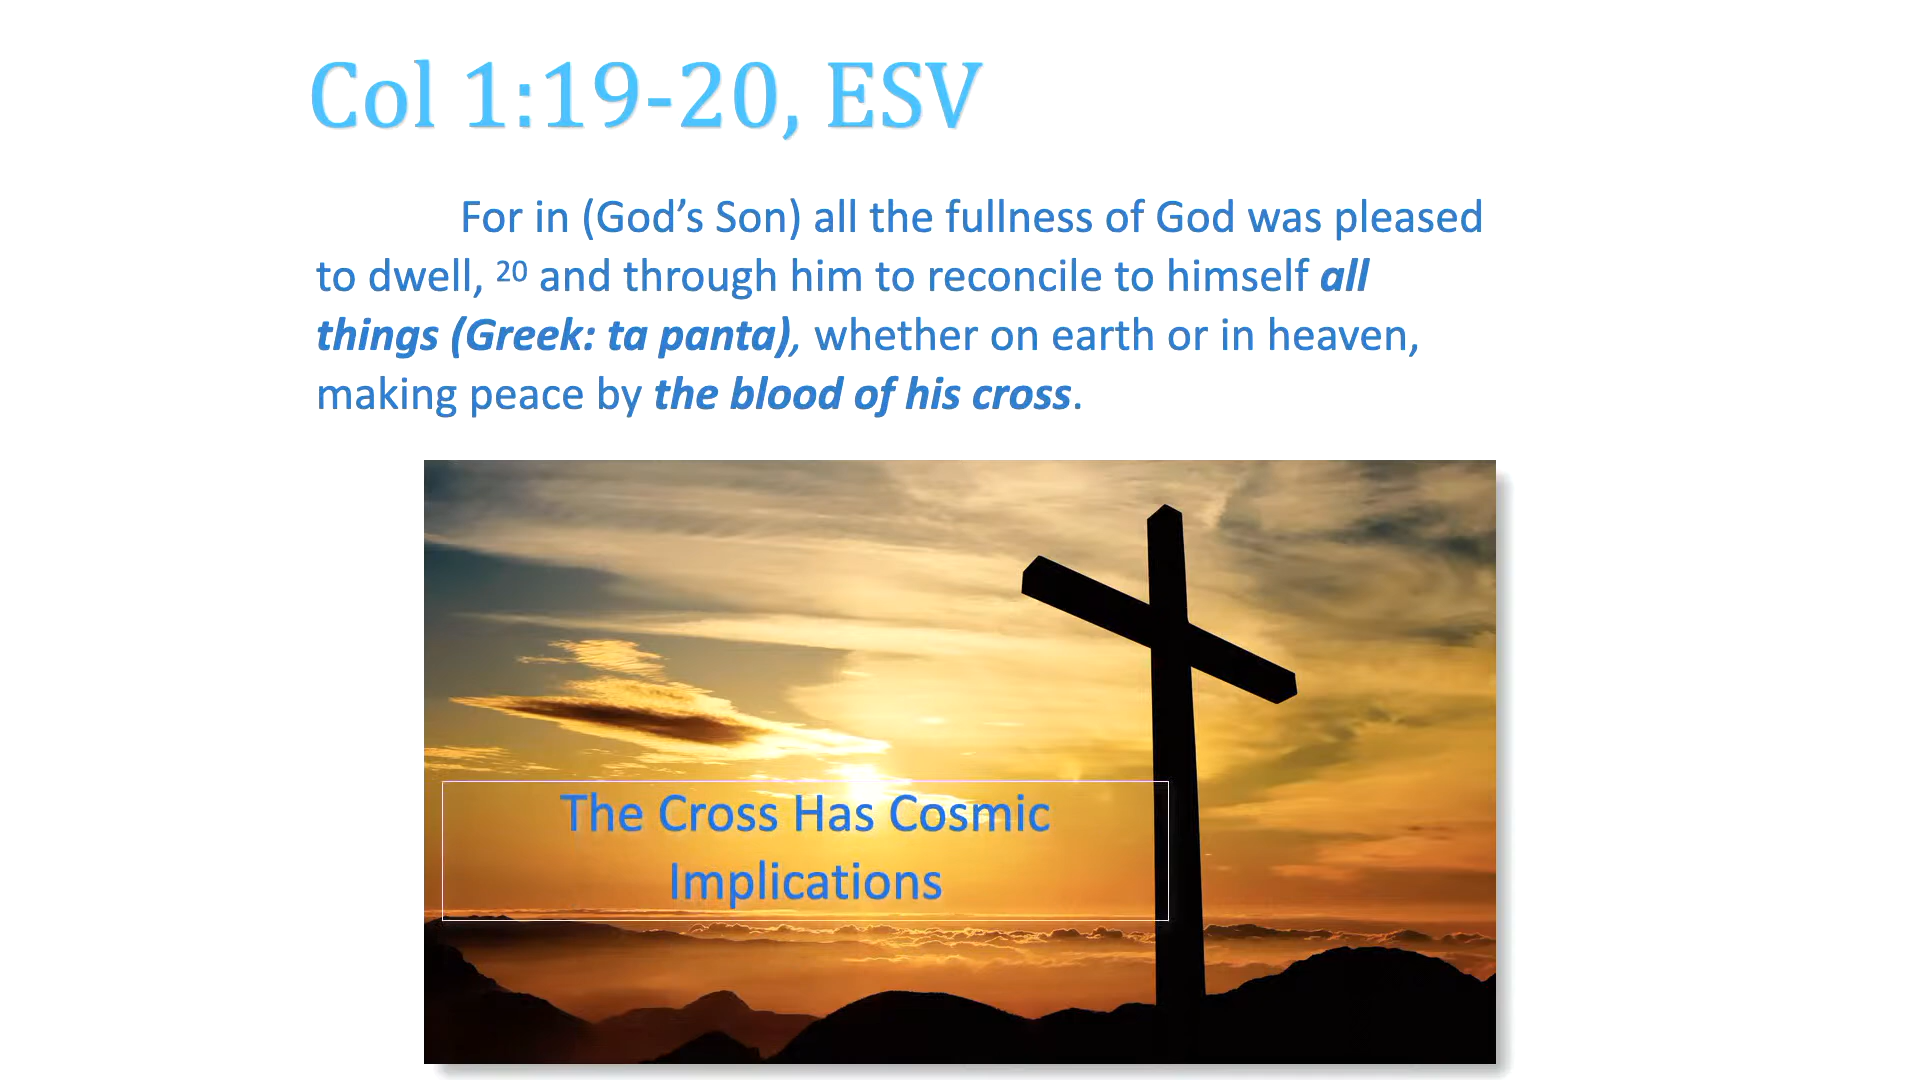 Col 1:19-20, ESV
For in (God’s Son) all the fullness of God was pleased
to dwell, 20 and through him to reconcile to himself all
things (Greek: ta panta), whether on earth or in heaven,
making peace by the blood of his cross.
The Cross Has Cosmic
Implications